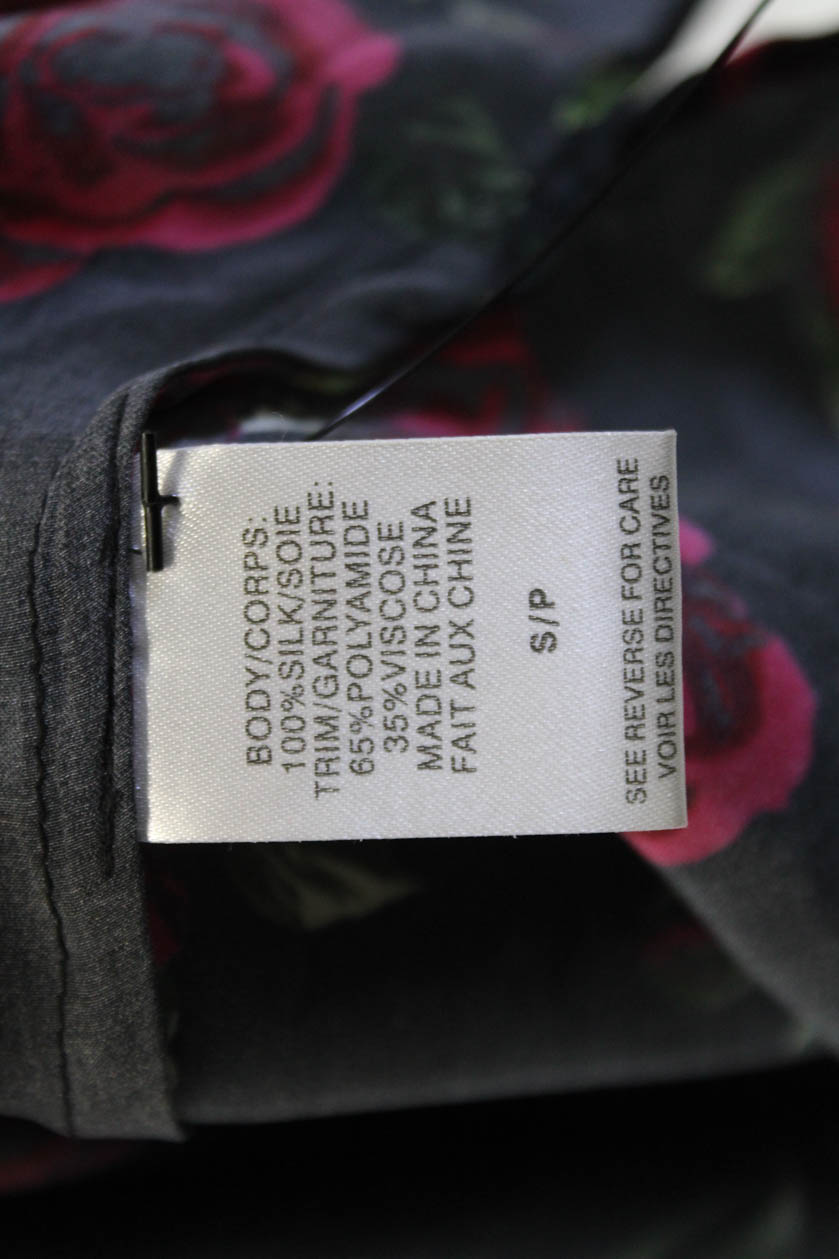 BODY/CORPS:
100%SILK/SOIE
TRIM/GARNITURE:
65%POLYAMIDE
35%VISCOSE
MADE IN CHINA
FAIT AUX CHINE
S/P
SEE REVERSE FOR CARE
VOIR LES DIRECTIVES